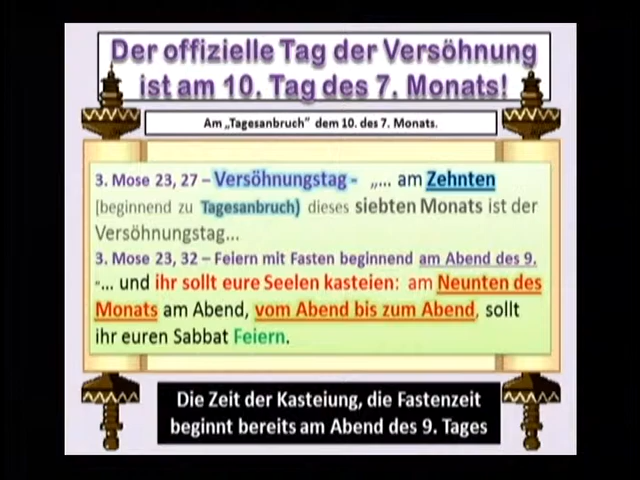 Der offizielle Tag der Versöhnung
ist am 10. Tag des 7. Monats!
Am „Tagesanbruch" dem 10. des 7. Monats.
3. Mose 23, 27 – Versöhnungstag - „... am Zehnten
(beginnend zu Tagesanbruch) dieses siebten Monats ist der
Versöhnungstag...
3. Mose 23, 32 – Feiern mit Fasten beginnend am Abend des 9.
-... und ihr sollt eure Seelen kasteien: am Neunten des
Monats am Abend, vom Abend bis zum Abend, sollt
ihr euren Sabbat Feiern.
Die Zeit der Kasteiung, die Fastenzeit
beginnt bereits am Abend des 9. Tages